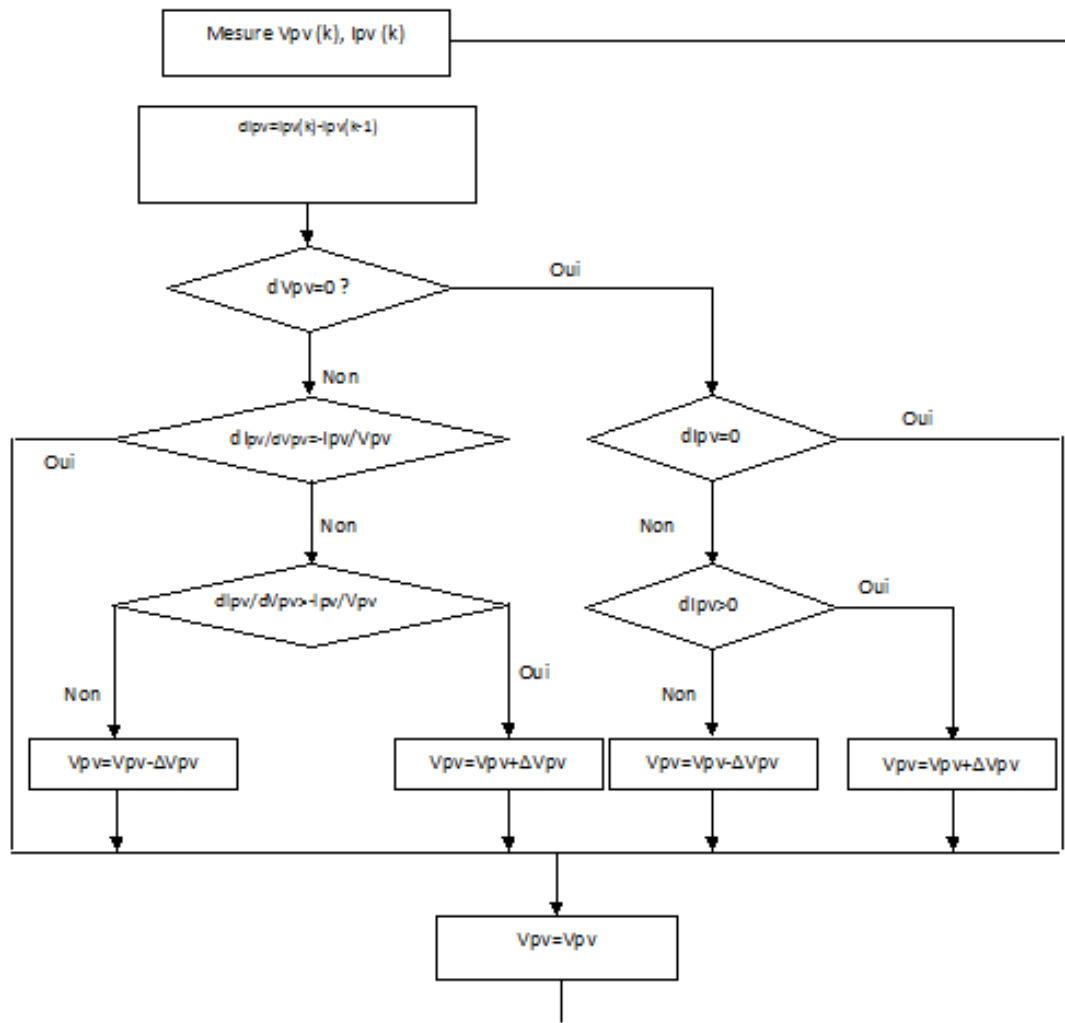 Mesure Vpv (k), Ipv (k)
dIpv=Ipv(k)-Ipv(k-1)
dVpv=0 ?
Oui
Non
dIpv/dVpv=-Ipv/Vpv
dIpv=0
Oui
Oui
Non
Non
dIpv/dVpv>-Ipv/Vpv
dIpv>0
Oui
Oui
Non
Non
Vpv=Vpv-ΔVpv
Vpv=Vpv+ΔVpv
Vpv=Vpv-ΔVpv
Vpv=Vpv+ΔVpv
Vpv=Vpv